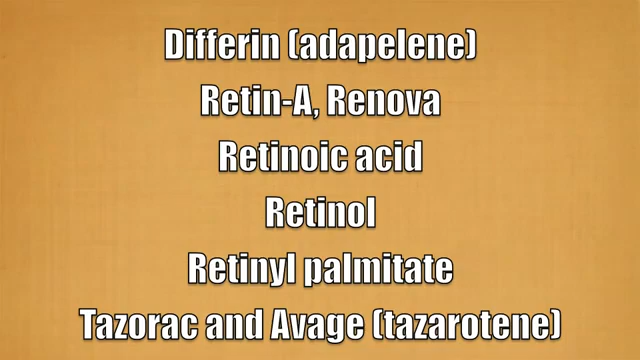 Differin (adapelene)
Retin-A, Renova
Retinoic acid
Retinol
Retinyl palmitate
Tazorac and Avage (tazarotene)